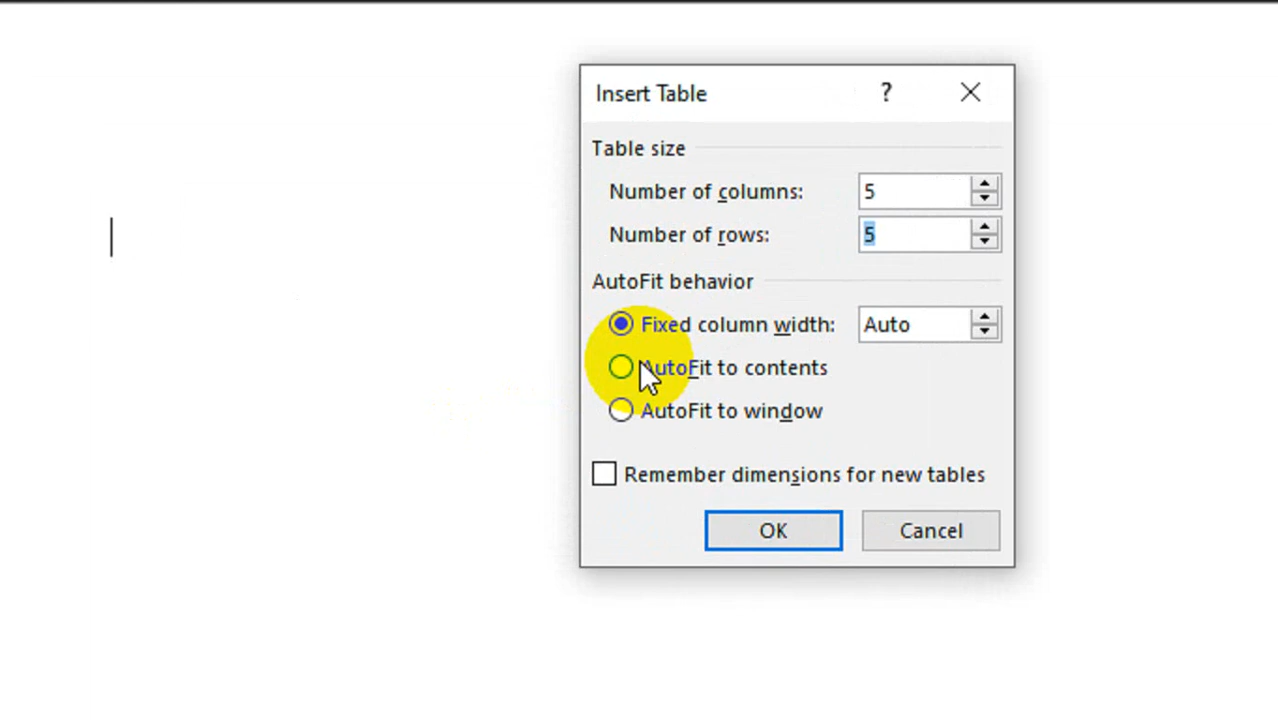 Insert Table ?
Table size
Number of columns: 5
Number of rows: 5
AutoFit behavior
Fixed column width: Auto
AutoFit to contents
AutoFit to window
Remember dimensions for new tables
OK Cancel